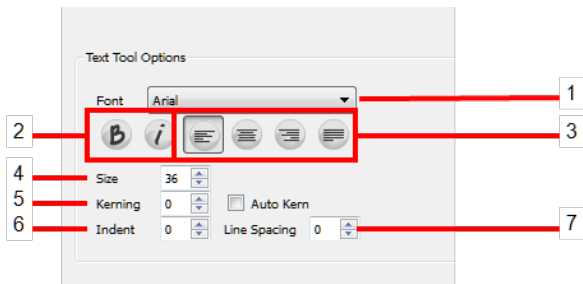 Text Tool Options
Font Arial 1
2 B i 3
4 Size 36
5 Kerning 0 Auto Kern
6 Indent 0 Line Spacing 0 7